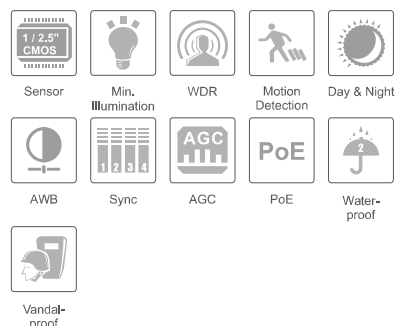 1 / 2.5"
CMOS
Sensor
Min.
Illumination
WDR
Motion
Detection
Day & Night
AWB
1 2 3 4
Sync
AGC
AGC
PoE
PoE
2
Water-
proof
Vandal-
proof